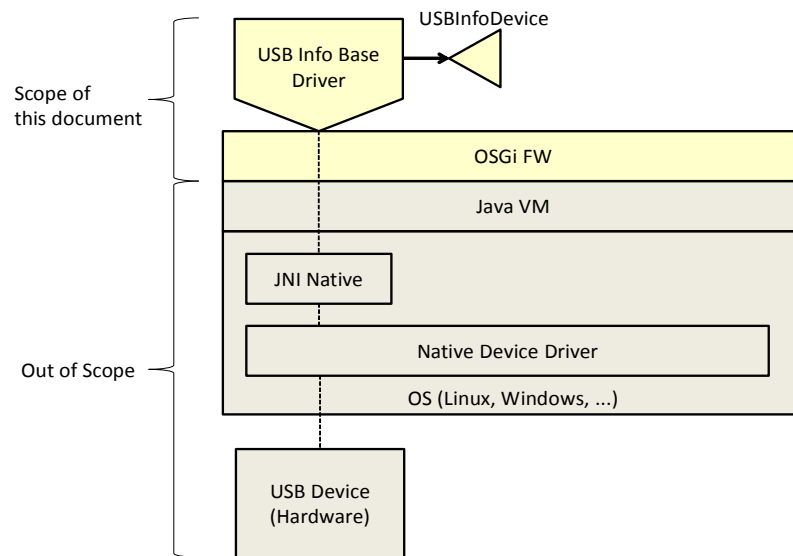 USBInfoDevice
USB Info Base
Driver
Scope of
this document
OSGi FW
Java VM
JNI Native
Native Device Driver
Out of Scope
OS (Linux, Windows, ...)
USB Device
(Hardware)